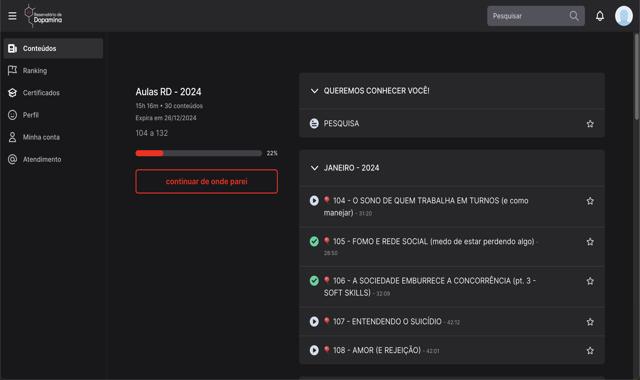 Reservatório de
Dopamina
Pesquisar
Conteúdos
Ranking
Certificados
Perfil
Minha conta
Atendimento
Aulas RD - 2024
15h 16m • 30 conteúdos
Expira em 26/12/2024
104 a 132
22%
continuar de onde parei
QUEREMOS CONHECER VOCÊ!
PESQUISA
JANEIRO - 2024
104 - O SONO DE QUEM TRABALHA EM TURNOS (e como
manejar) - 31:20
105 - FOMO E REDE SOCIAL (medo de estar perdendo algo) -
28:50
106 - A SOCIEDADE EMBURRECE A CONCORRÊNCIA (pt. 3 -
SOFT SKILLS) - 32:09
107 - ENTENDENDO O SUICÍDIO - 42:12
108 - AMOR (E REJEIÇÃO) - 42:01